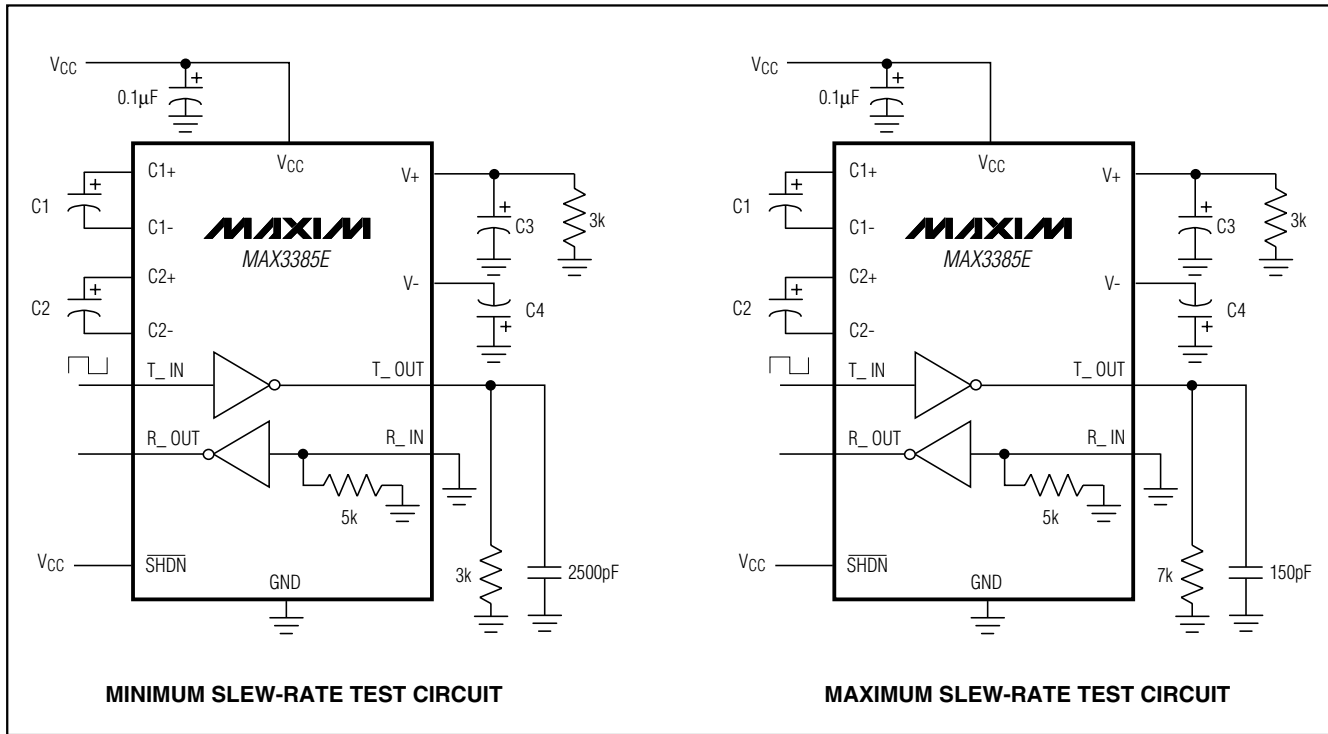 VCC
0.1μF
VCC
C1+
V+
C1
C1-
C3
3k
MAXIM
MAX3385E
C2+
V-
C2
C2-
C4
T_ IN
T_ OUT
R_ OUT
R_ IN
5k
VCC
SHDN
GND
3k
2500pF
MINIMUM SLEW-RATE TEST CIRCUIT
VCC
0.1μF
VCC
C1+
V+
C1
C1-
C3
3k
MAXIM
MAX3385E
C2+
V-
C2
C2-
C4
T_ IN
T_ OUT
R_ OUT
R_ IN
5k
VCC
SHDN
GND
7k
150pF
MAXIMUM SLEW-RATE TEST CIRCUIT